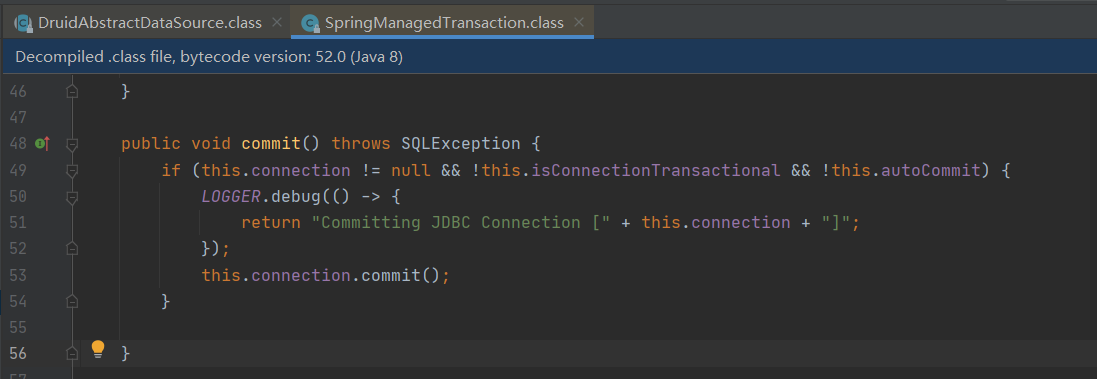 DruidAbstractDataSource.class SpringManagedTransaction.class
Decompiled .class file, bytecode version: 52.0 (Java 8)
46 }
47
48 public void commit() throws SQLException {
49 if (this.connection != null && !this.isConnectionTransactional && !this.autoCommit) {
50 LOGGER.debug(() -> {
51 return "Committing JDBC Connection [" + this.connection + "]";
52 });
53 this.connection.commit();
54 }
55
56 }
57